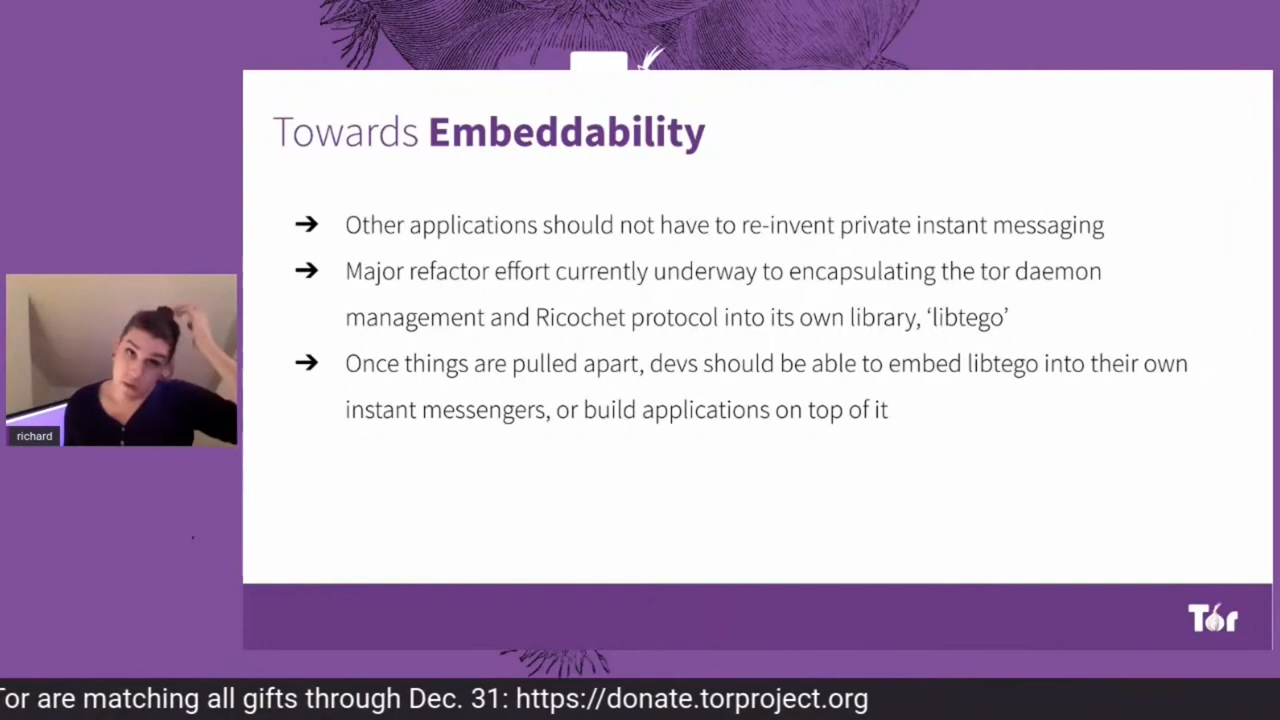 Towards Embeddability
➔ Other applications should not have to re-invent private instant messaging
➔ Major refactor effort currently underway to encapsulating the tor daemon
management and Ricochet protocol into its own library, ‘libtego’
➔ Once things are pulled apart, devs should be able to embed libtego into their own
instant messengers, or build applications on top of it
richard
Tor
Tor are matching all gifts through Dec. 31: https://donate.torproject.org